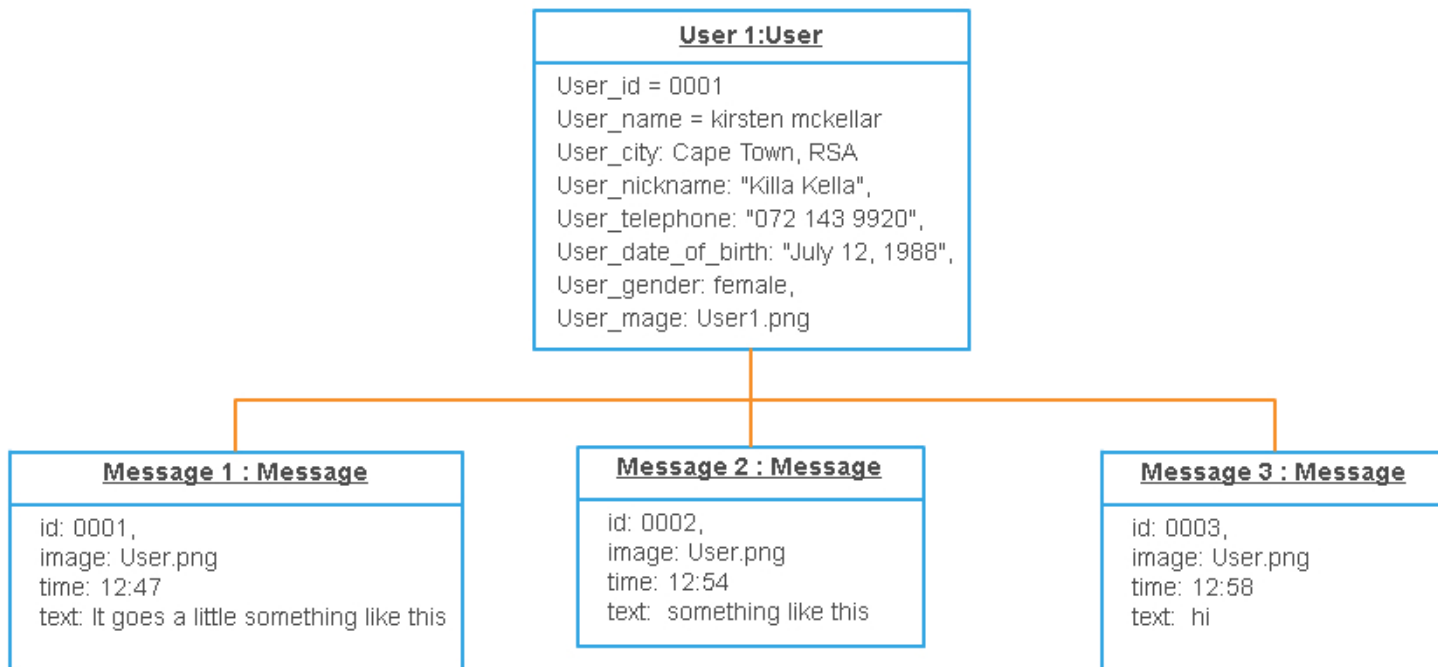 User 1:User
User_id = 0001
User_name = kirsten mckellar
User_city: Cape Town, RSA
User_nickname: "Killa Kella",
User_telephone: "072 143 9920",
User_date_of_birth: "July 12, 1988",
User_gender: female,
User_mage: User1.png
Message 1 : Message
id: 0001,
image: User.png
time: 12:47
text: It goes a little something like this
Message 2 : Message
id: 0002,
image: User.png
time: 12:54
text:  something like this
Message 3 : Message
id: 0003,
image: User.png
time: 12:58
text:  hi